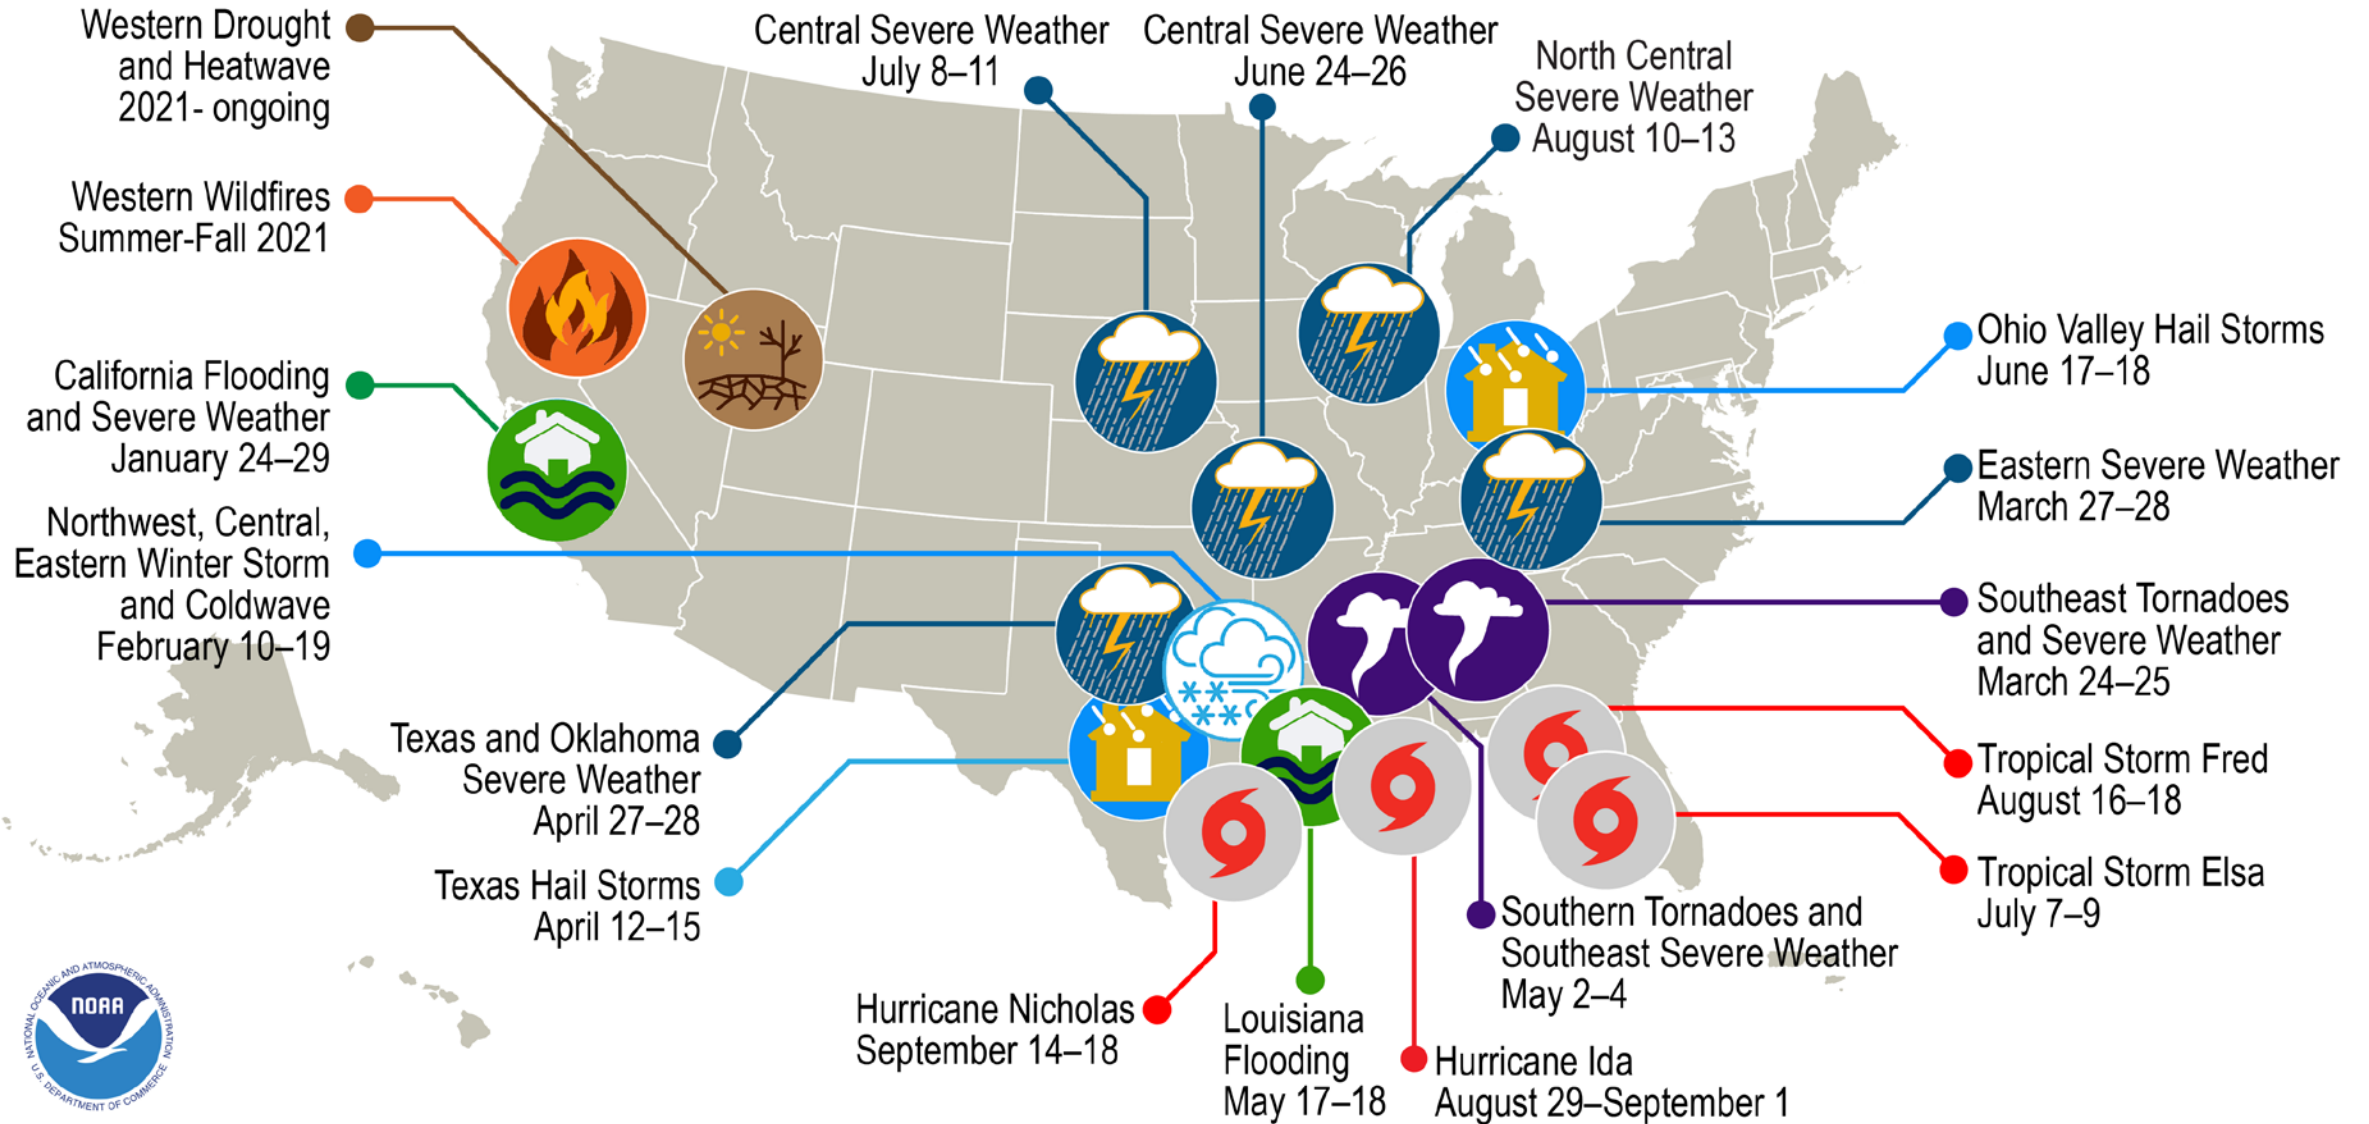 Western Drought
and Heatwave
2021- ongoing
Western Wildfires
Summer-Fall 2021
California Flooding
and Severe Weather
January 24–29
Northwest, Central,
Eastern Winter Storm
and Coldwave
February 10–19
Central Severe Weather
July 8–11
Central Severe Weather
June 24–26
North Central
Severe Weather
August 10–13
Ohio Valley Hail Storms
June 17–18
Eastern Severe Weather
March 27–28
Southeast Tornadoes
and Severe Weather
March 24–25
Tropical Storm Fred
August 16–18
Tropical Storm Elsa
July 7–9
Texas and Oklahoma
Severe Weather
April 27–28
Texas Hail Storms
April 12–15
Hurricane Nicholas
September 14–18
Louisiana
Flooding
May 17–18
Hurricane Ida
August 29–September 1
Southern Tornadoes and
Southeast Severe Weather
May 2–4
NATIONAL OCEANIC AND ATMOSPHERIC ADMINISTRATION
NOAA
U.S. DEPARTMENT OF COMMERCE